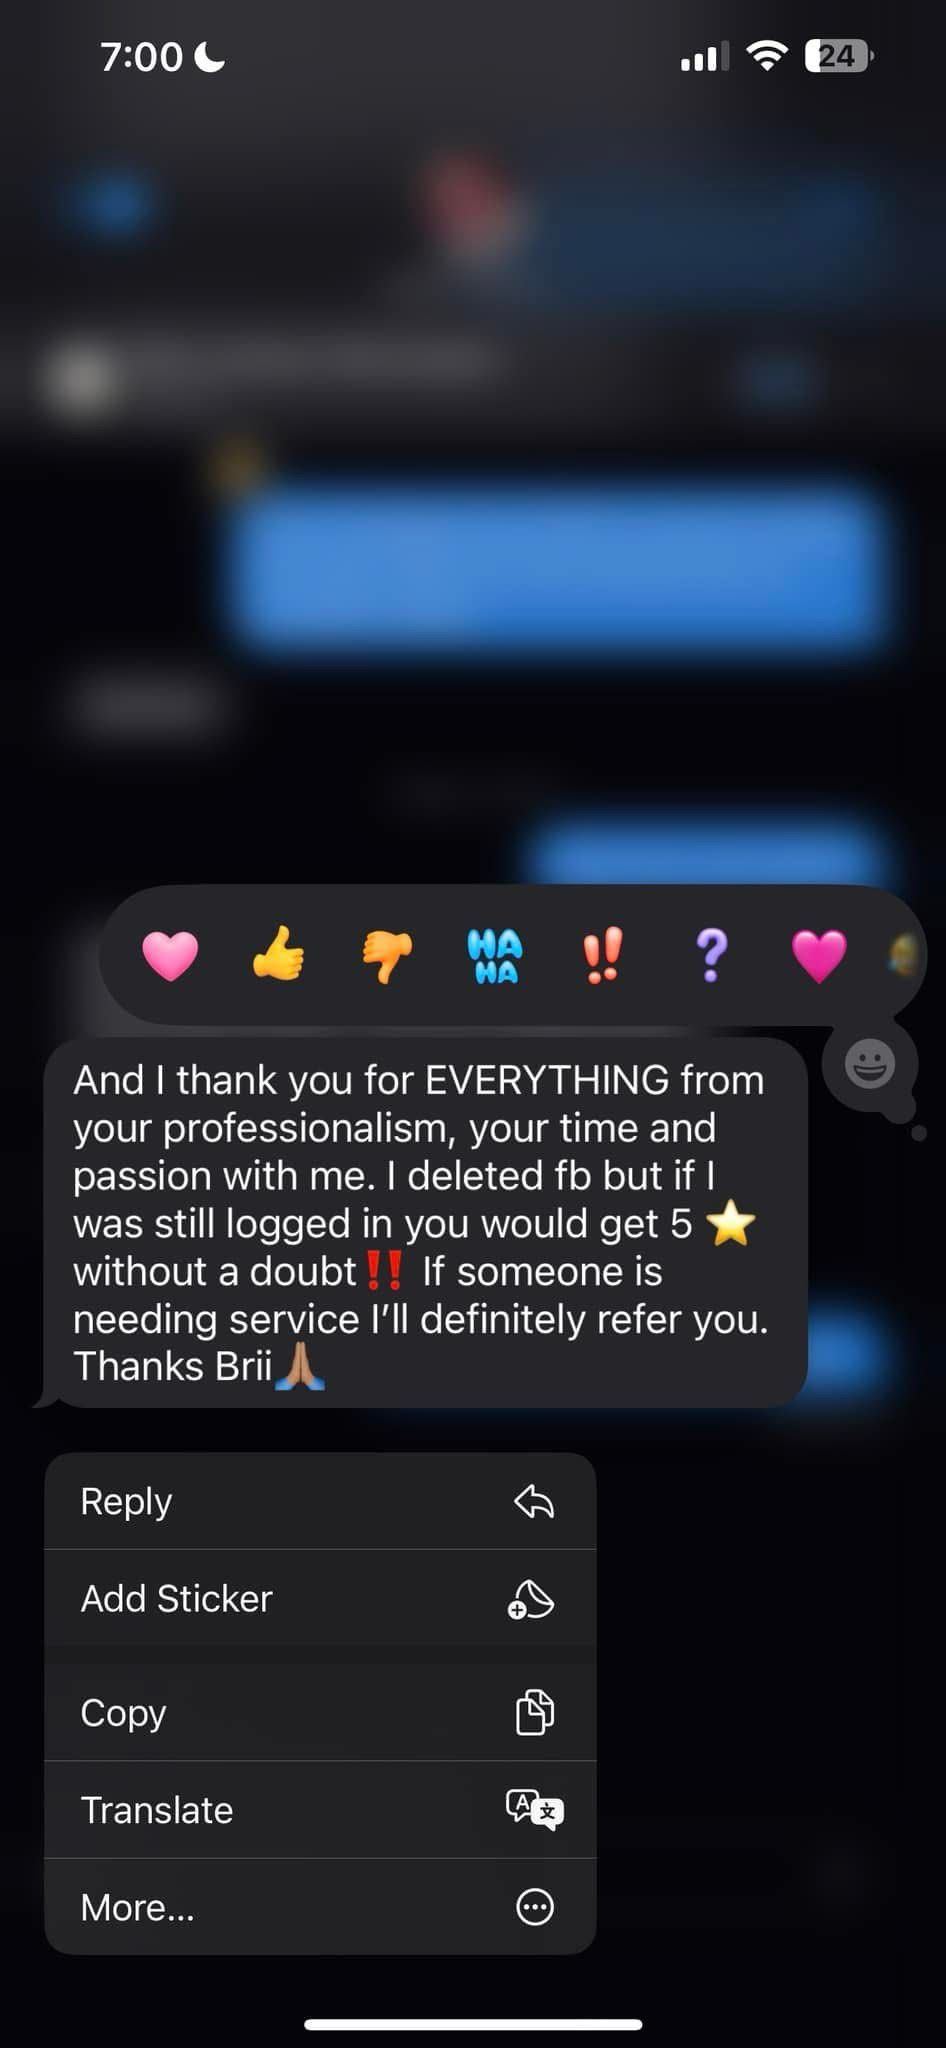 7:00
24
HA
HA
And I thank you for EVERYTHING from
your professionalism, your time and
passion with me. I deleted fb but if I
was still logged in you would get 5 ⭐
without a doubt‼️ If someone is
needing service I’ll definitely refer you.
Thanks Brii🙏🏽
Reply
Add Sticker
Copy
Translate
More...